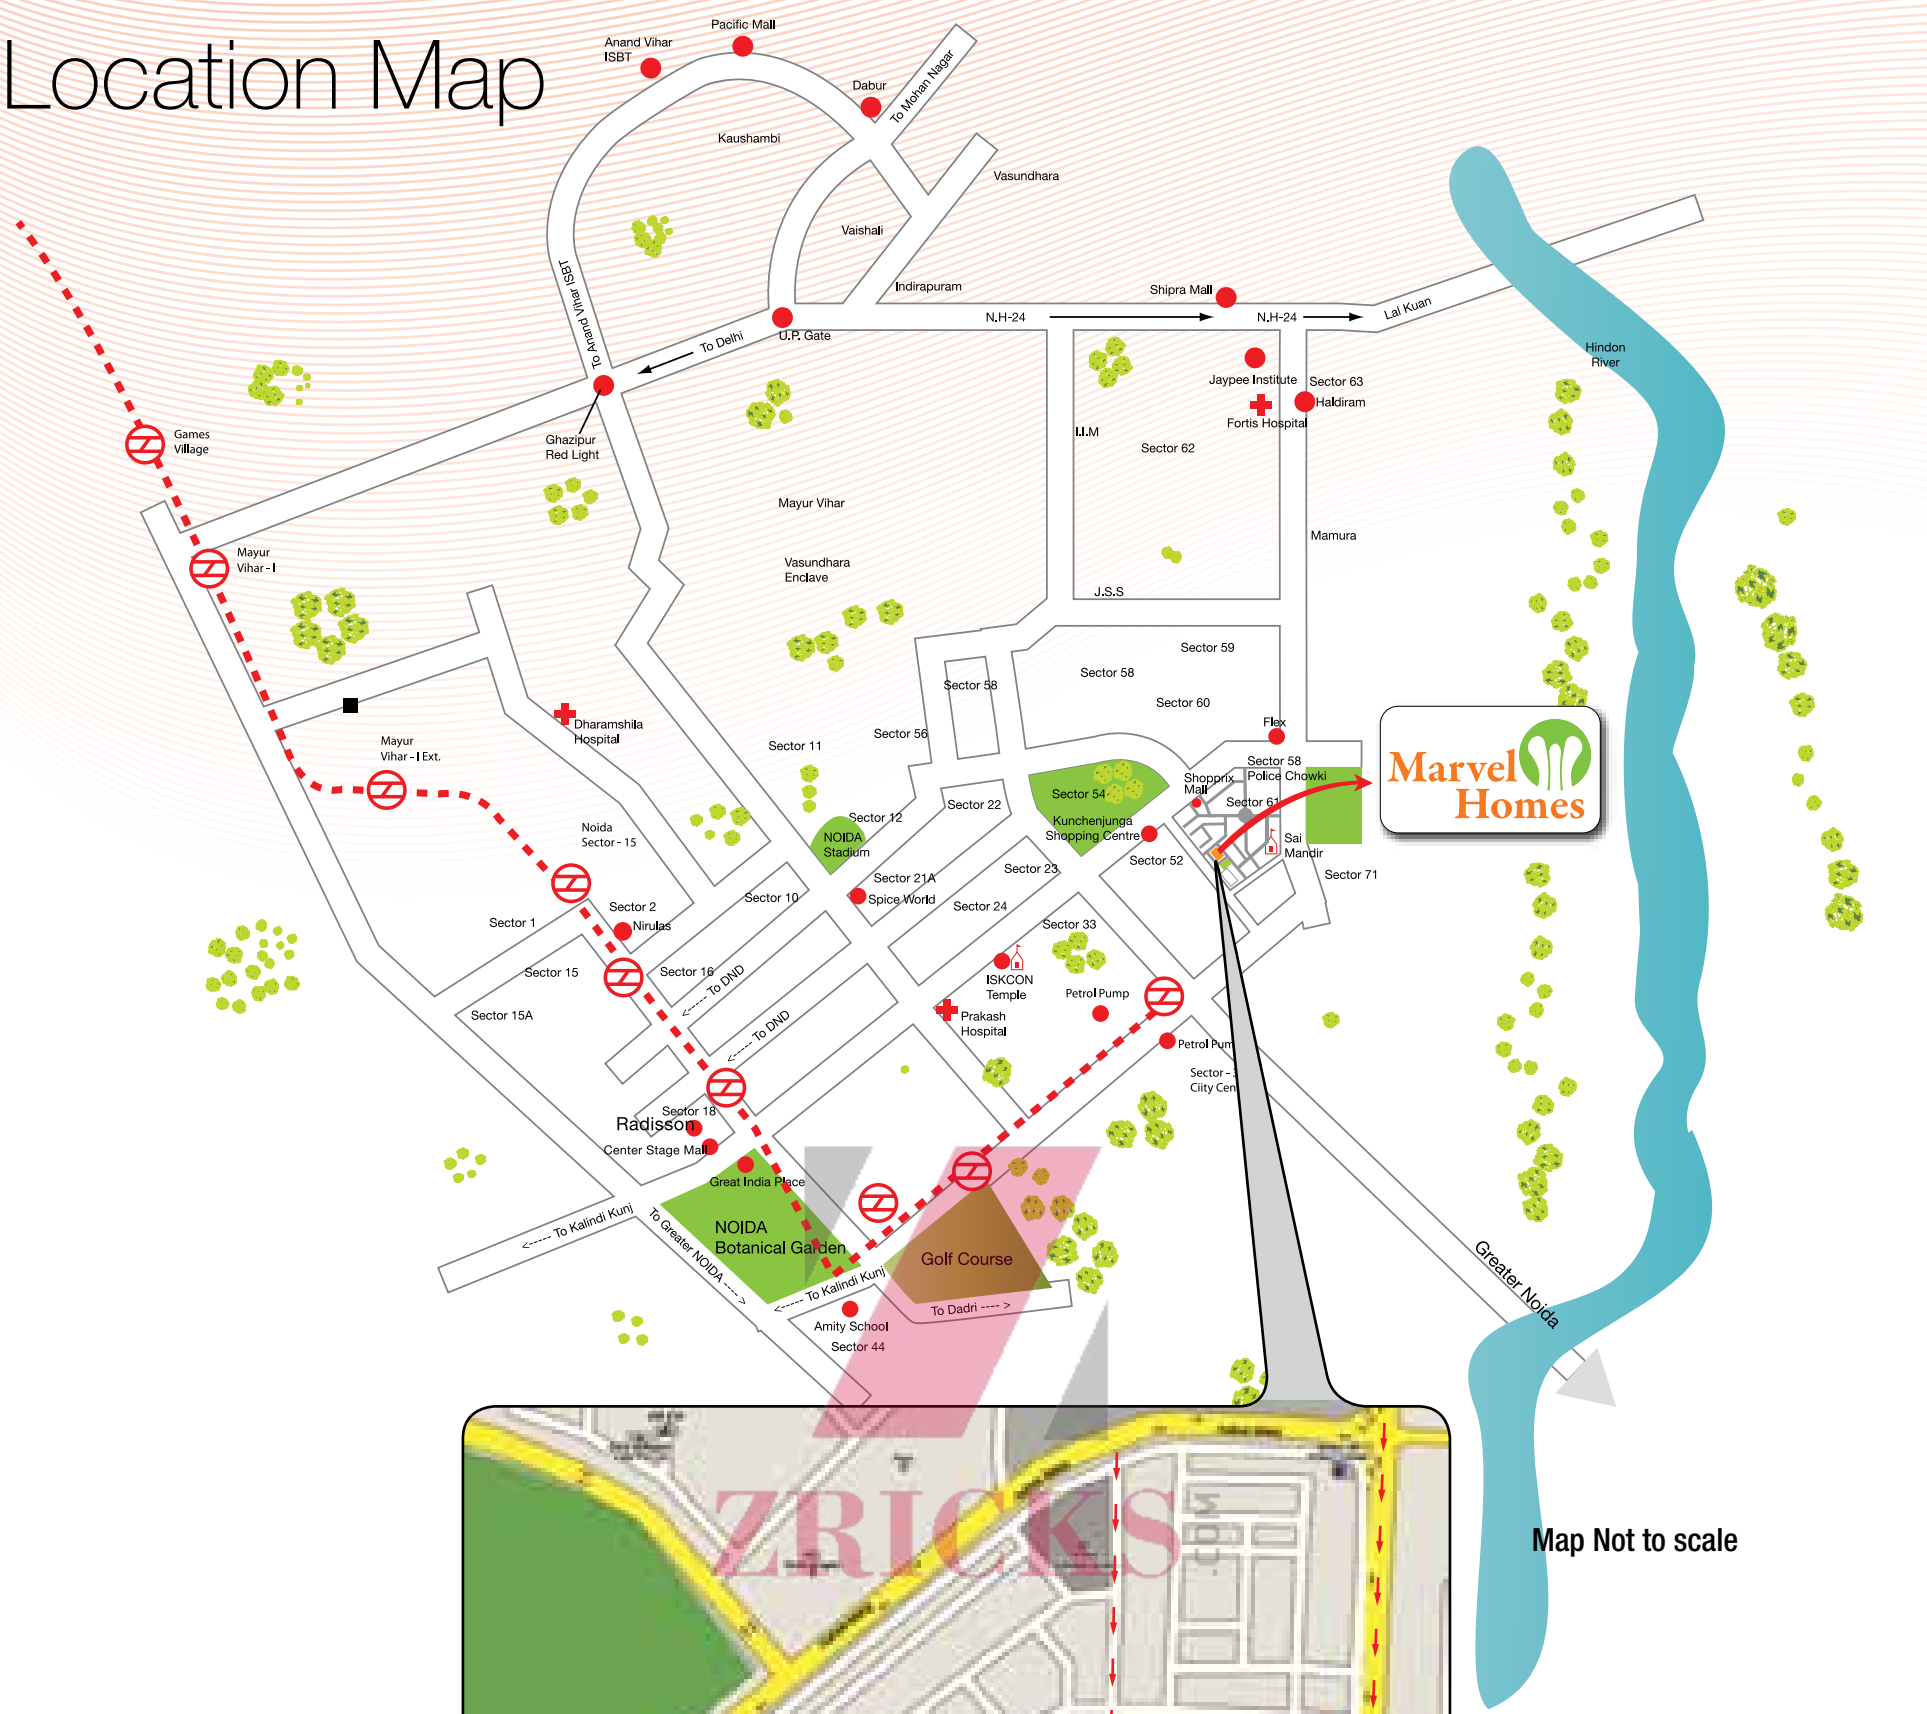 Location Map
Pacific Mall
Anand Vihar
ISBT
Dabur
To Mohan Nagar
Kaushambi
Vasundhara
Vaishali
To Anand Vihar ISBT
Indirapuram
Shipra Mall
N.H-24
N.H-24
Lal Kuan
U.P. Gate
To Delhi
Hindon
River
Jaypee Institute
Sector 63
Haldiram
Fortis Hospital
Games
Village
Ghazipur
Red Light
I.I.M
Sector 62
Mayur Vihar
Mamura
Mayur
Vihar - I
Vasundhara
Enclave
J.S.S
Sector 59
Sector 58
Sector 58
Sector 60
Dharamshila
Hospital
Flex
Sector 56
Sector 11
Mayur
Vihar - I Ext.
Sector 58
Police Chowki
Shopprix
Mall
Marvel
Homes
Sector 54
Sector 61
Sector 22
Sector 12
Kunchenjunga
Shopping Centre
Noida
Sector - 15
NOIDA
Stadium
Sai
Mandir
Sector 52
Sector 23
Sector 71
Sector 21A
Spice World
Sector 10
Sector 2
Sector 24
Sector 1
Nirulas
Sector 33
Sector 15
Sector 16
To DND
ISKCON
Temple
Petrol Pump
Sector 15A
To DND
Prakash
Hospital
Petrol Pum
Sector - 3
Ciity Cen
Sector 18
Radisson
Center Stage Mall
Great India Place
To Kalindi Kunj
To Greater NOIDA
NOIDA
Botanical Garden
Golf Course
Greater Noida
To Kalindi Kunj
To Dadri
Amity School
Sector 44
ZRICKS
.COM
Map Not to scale